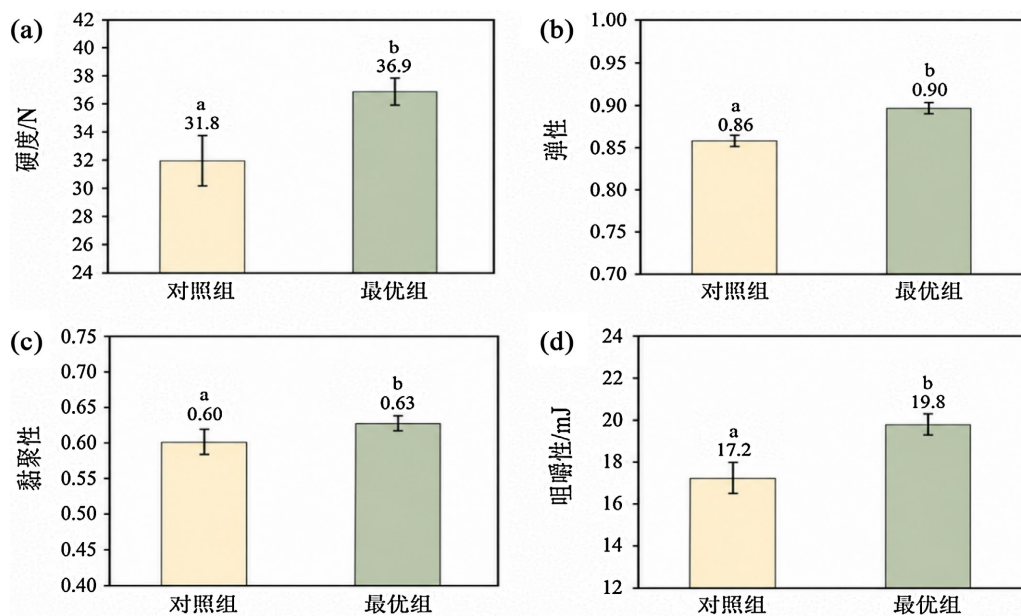 (a)
硬度/N
42
40
38
36
34
32
30
28
26
24
a
31.8
b
36.9
对照组
最优组
(b)
弹性
1.00
0.95
0.90
0.85
0.80
0.75
0.70
a
0.86
b
0.90
对照组
最优组
(c)
黏聚性
0.75
0.70
0.65
0.60
0.55
0.50
0.45
0.40
a
0.60
b
0.63
对照组
最优组
(d)
咀嚼性/mJ
24
22
20
18
16
14
12
a
17.2
b
19.8
对照组
最优组